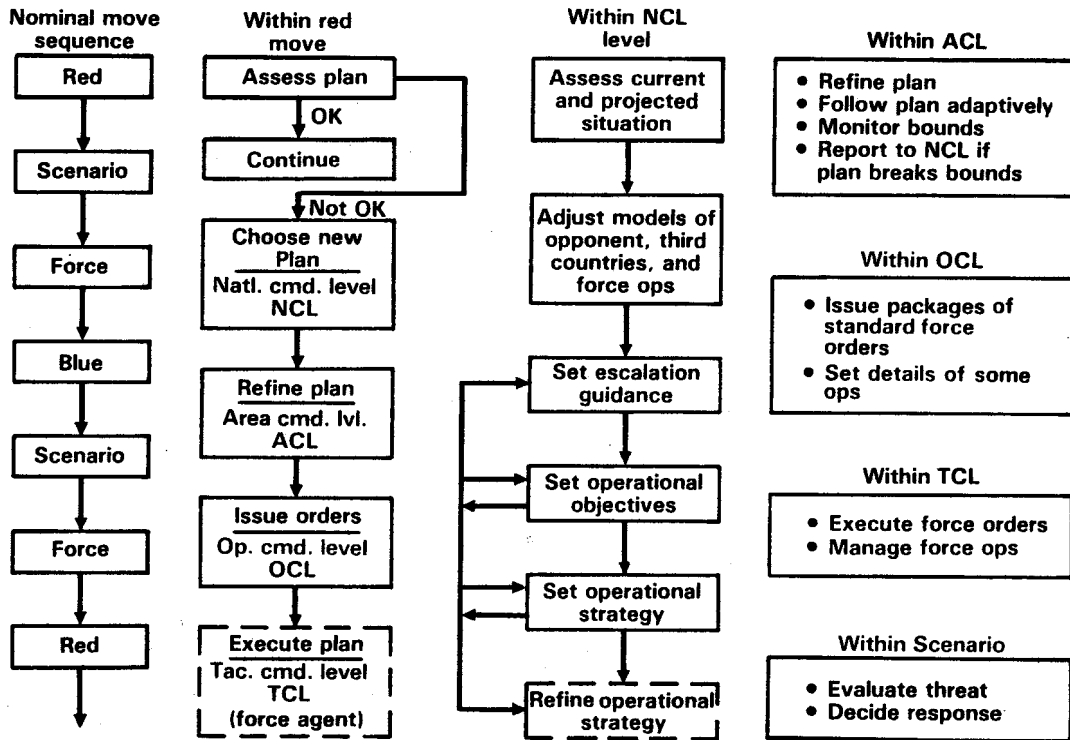 Nominal move
sequence
Red
Scenario
Force
Blue
Scenario
Force
Red
Within red
move
Assess plan
OK
Continue
Not OK
Choose new
Plan
Natl. cmd. level
NCL
Refine plan
Area cmd. lvl.
ACL
Issue orders
Op. cmd. level
OCL
Execute plan
Tac. cmd. level
TCL
(force agent)
Within NCL
level
Assess current
and projected
situation
Adjust models of
opponent, third
countries, and
force ops
Set escalation
guidance
Set operational
objectives
Set operational
strategy
Refine operational
strategy
Within ACL
• Refine plan
• Follow plan adaptively
• Monitor bounds
• Report to NCL if
plan breaks bounds
Within OCL
• Issue packages of
standard force
orders
• Set details of some
ops
Within TCL
• Execute force orders
• Manage force ops
Within Scenario
• Evaluate threat
• Decide response